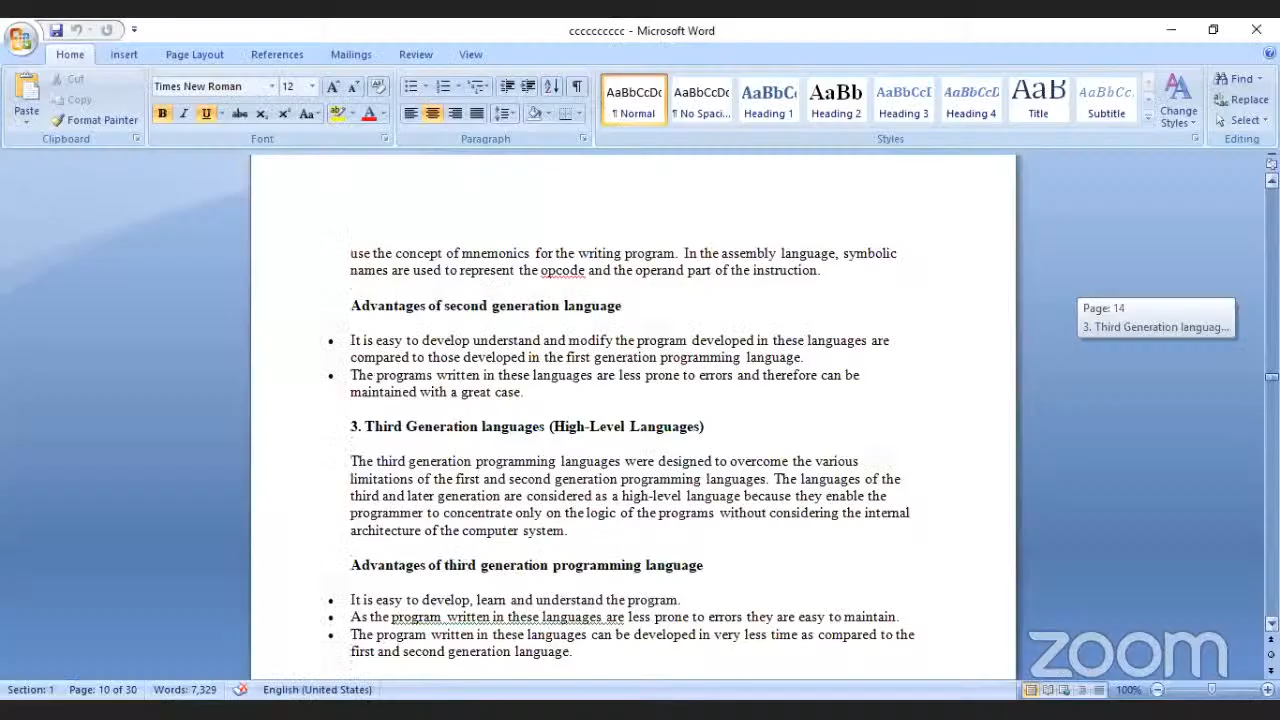 cccccccccc - Microsoft Word
Home Insert Page Layout References Mailings Review View
Paste
Cut
Copy
Format Painter
Clipboard
Times New Roman 12
B I U abc x₂ x² Aa
Font
Paragraph
AaBbCcDc AaBbCcDc AaBbC AaBb AaBbCcI AaBbCcD AaB AaBbCc.
¶ Normal ¶ No Spaci... Heading 1 Heading 2 Heading 3 Heading 4 Title Subtitle
Change Styles
Styles
Find
Replace
Select
Editing
use the concept of mnemonics for the writing program. In the assembly language, symbolic
names are used to represent the opcode and the operand part of the instruction.
Advantages of second generation language
• It is easy to develop understand and modify the program developed in these languages are
compared to those developed in the first generation programming language.
• The programs written in these languages are less prone to errors and therefore can be
maintained with a great case.
3. Third Generation languages (High-Level Languages)
The third generation programming languages were designed to overcome the various
limitations of the first and second generation programming languages. The languages of the
third and later generation are considered as a high-level language because they enable the
programmer to concentrate only on the logic of the programs without considering the internal
architecture of the computer system.
Advantages of third generation programming language
• It is easy to develop, learn and understand the program.
• As the program written in these languages are less prone to errors they are easy to maintain.
• The program written in these languages can be developed in very less time as compared to the
first and second generation language.
Page: 14
3. Third Generation languag...
zoom
Section: 1 Page: 10 of 30 Words: 7,329 English (United States) 100%